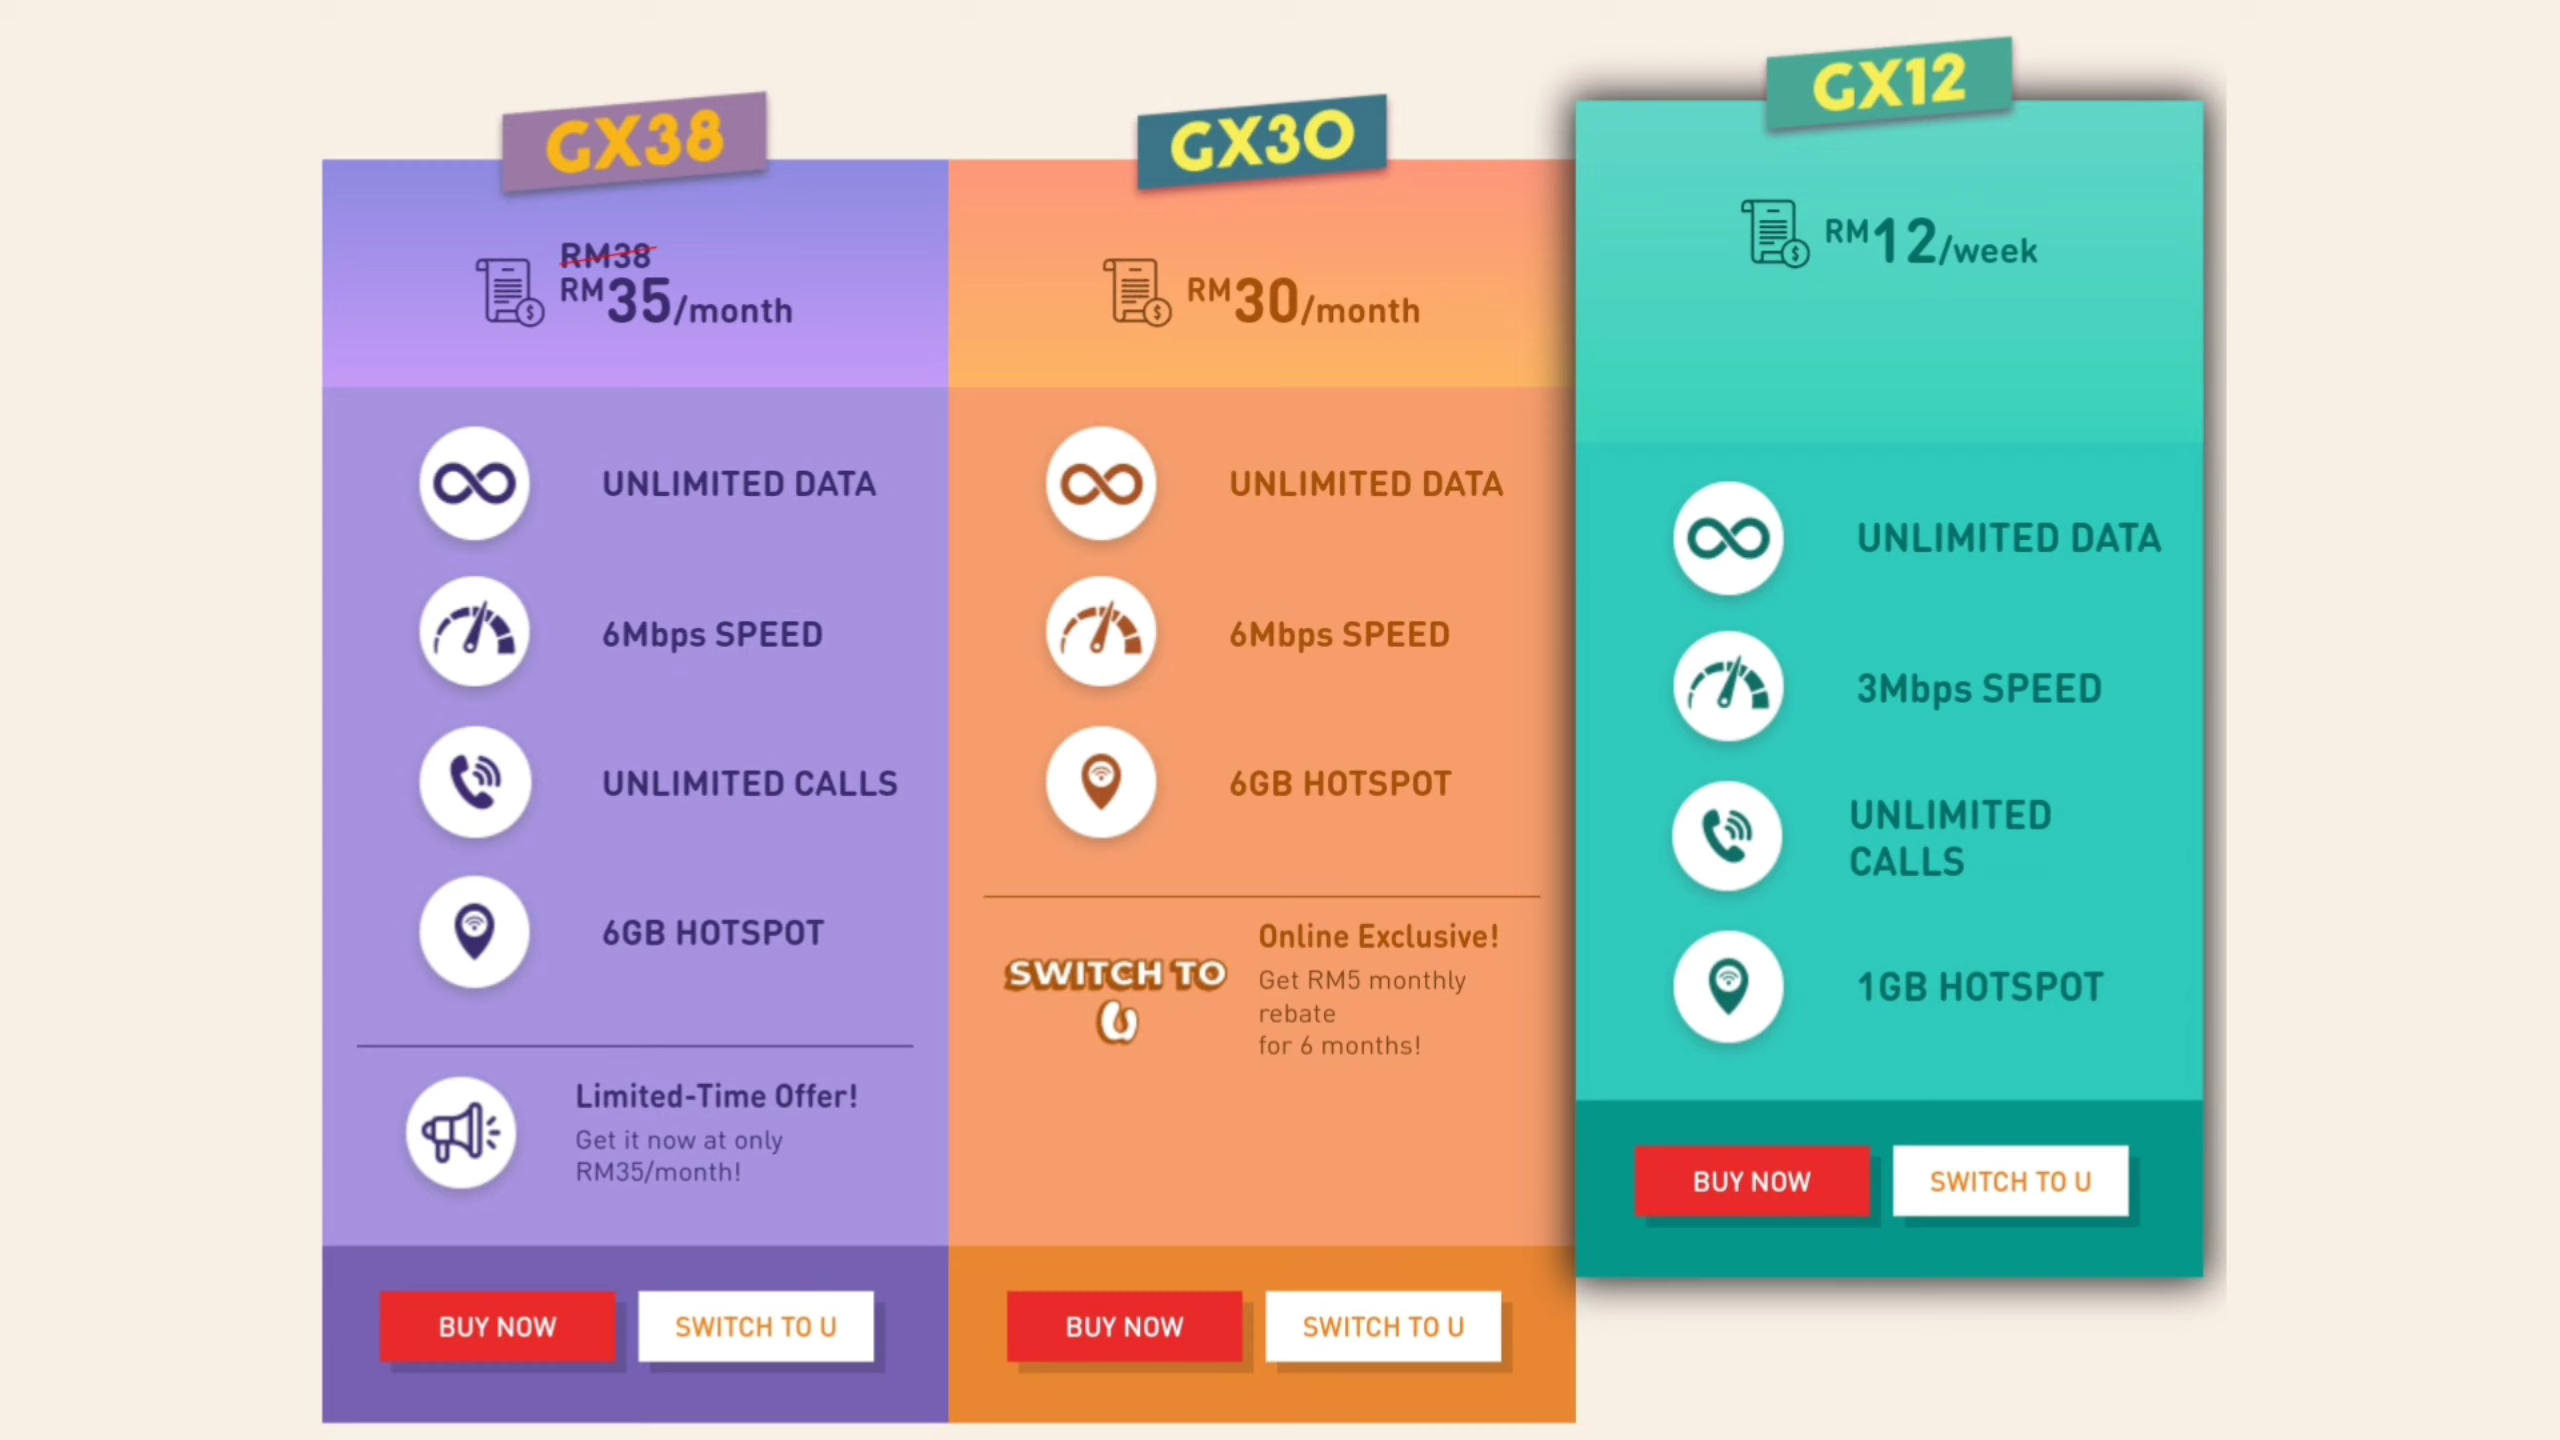 GX38
RM38
RM35/month
UNLIMITED DATA
6Mbps SPEED
UNLIMITED CALLS
6GB HOTSPOT
Limited-Time Offer!
Get it now at only
RM35/month!
BUY NOW
SWITCH TO U
GX30
RM30/month
UNLIMITED DATA
6Mbps SPEED
6GB HOTSPOT
SWITCH TO
U
Online Exclusive!
Get RM5 monthly
rebate
for 6 months!
BUY NOW
SWITCH TO U
GX12
RM12/week
UNLIMITED DATA
3Mbps SPEED
UNLIMITED
CALLS
1GB HOTSPOT
BUY NOW
SWITCH TO U